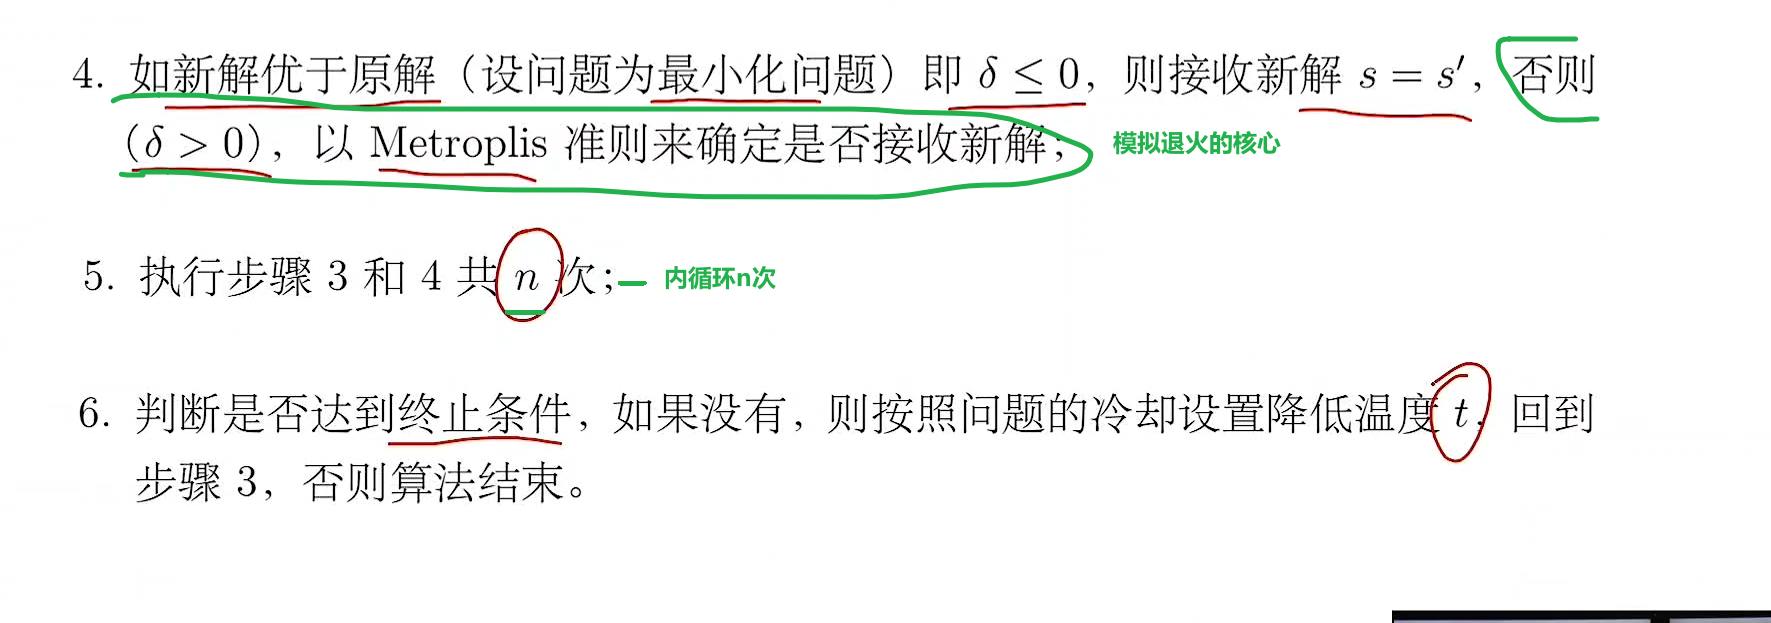 4. 如新解优于原解（设问题为最小化问题）即 δ ≤ 0，则接收新解 s = s′，否则
（δ > 0），以 Metroplis 准则来确定是否接收新解；
模拟退火的核心
5. 执行步骤 3 和 4 共 n 次；
内循环n次
6. 判断是否达到终止条件，如果没有，则按照问题的冷却设置降低温度 t，回到
步骤 3，否则算法结束。